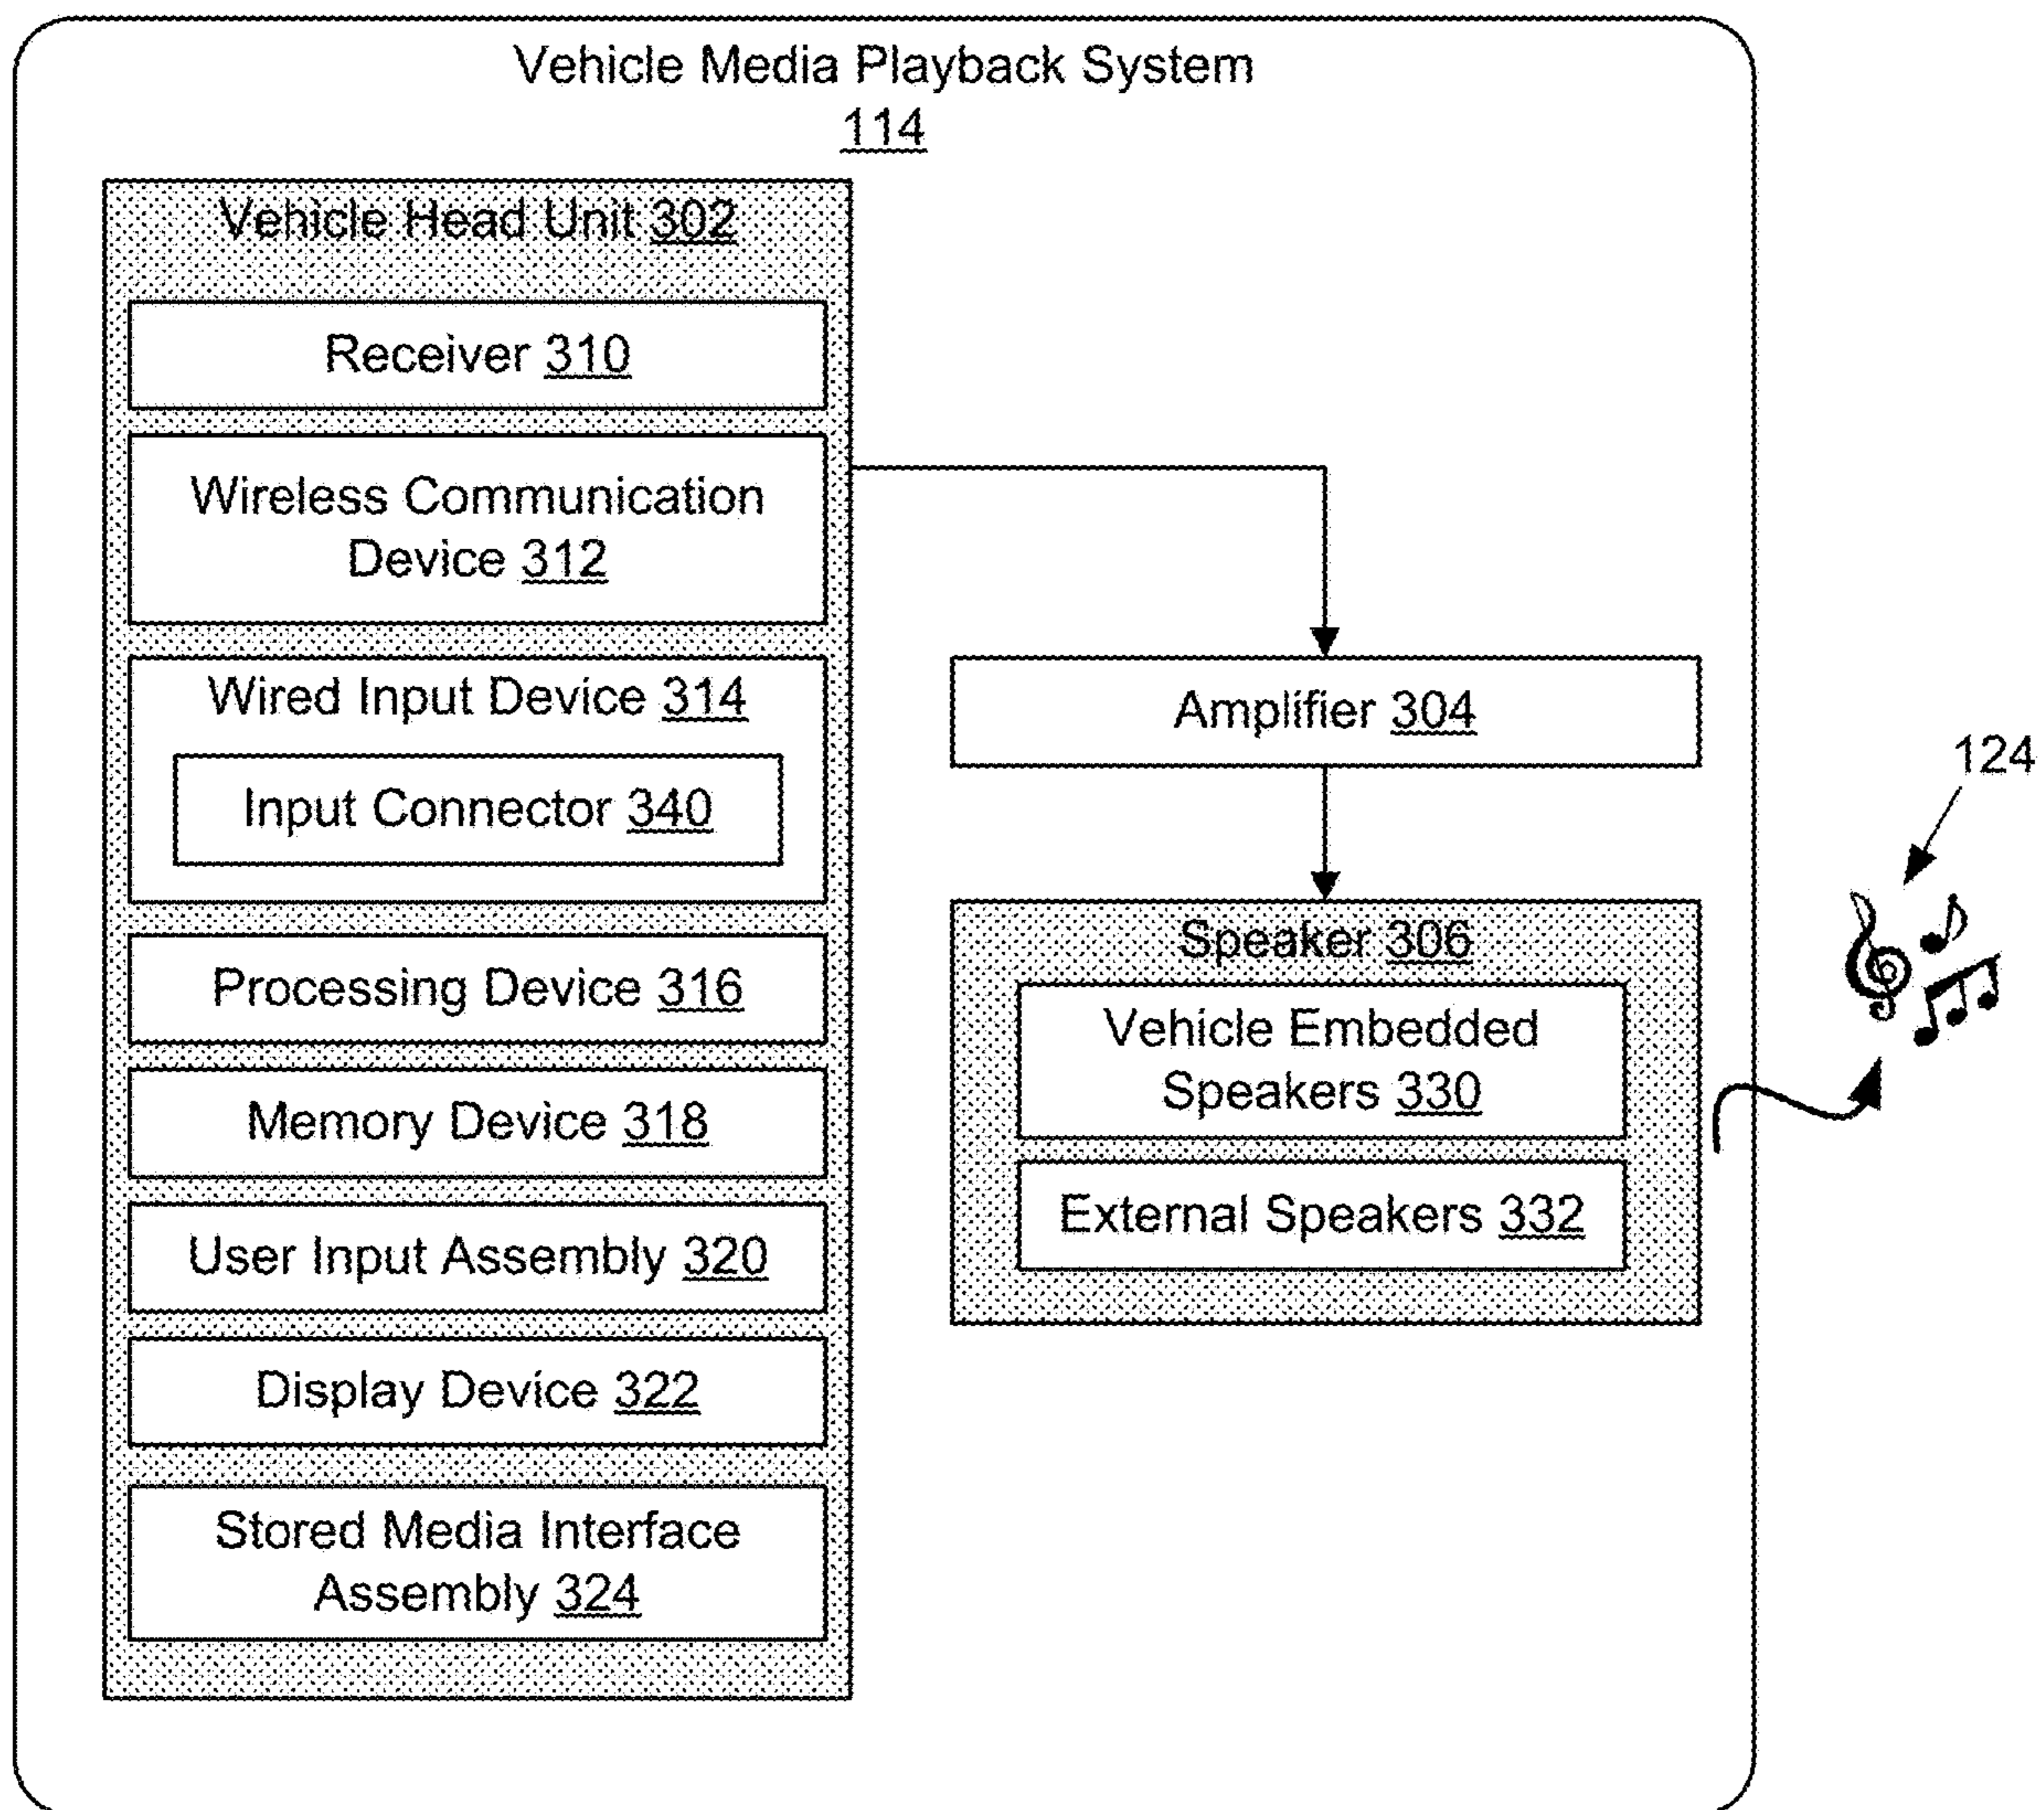 Vehicle Media Playback System
114
Vehicle Head Unit 302
Receiver 310
Wireless Communication
Device 312
Wired Input Device 314
Input Connector 340
Processing Device 316
Memory Device 318
User Input Assembly 320
Display Device 322
Stored Media Interface
Assembly 324
Amplifier 304
Speaker 306
Vehicle Embedded
Speakers 330
External Speakers 332
124